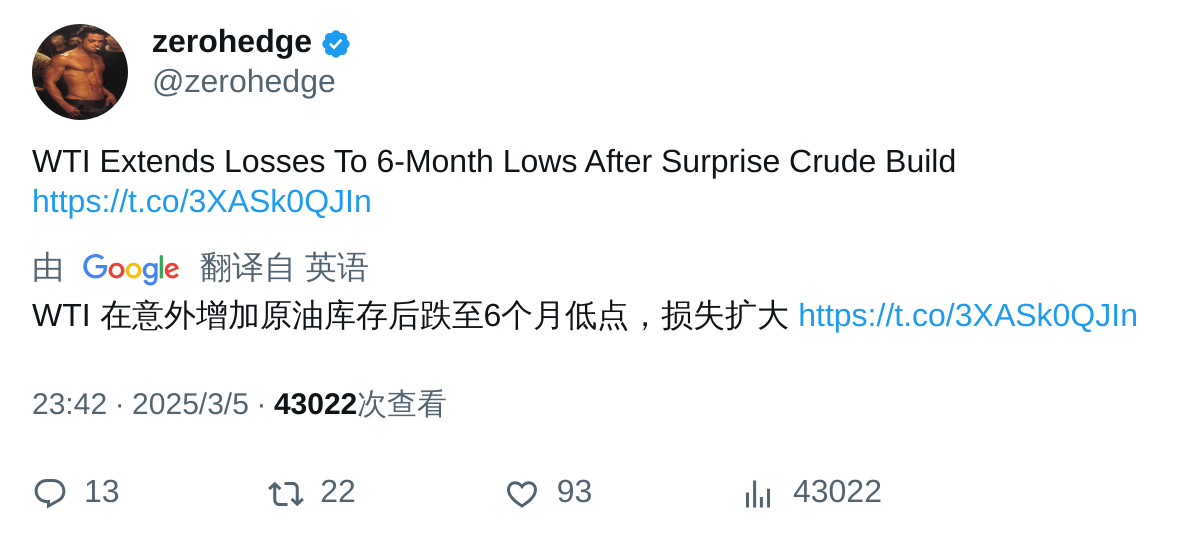 zerohedge
@zerohedge
WTI Extends Losses To 6-Month Lows After Surprise Crude Build
https://t.co/3XASk0QJIn
由 Google 翻译自 英语
WTI 在意外增加原油库存后跌至6个月低点，损失扩大 https://t.co/3XASk0QJIn
23:42 · 2025/3/5 · 43022次查看
13 22 93 43022